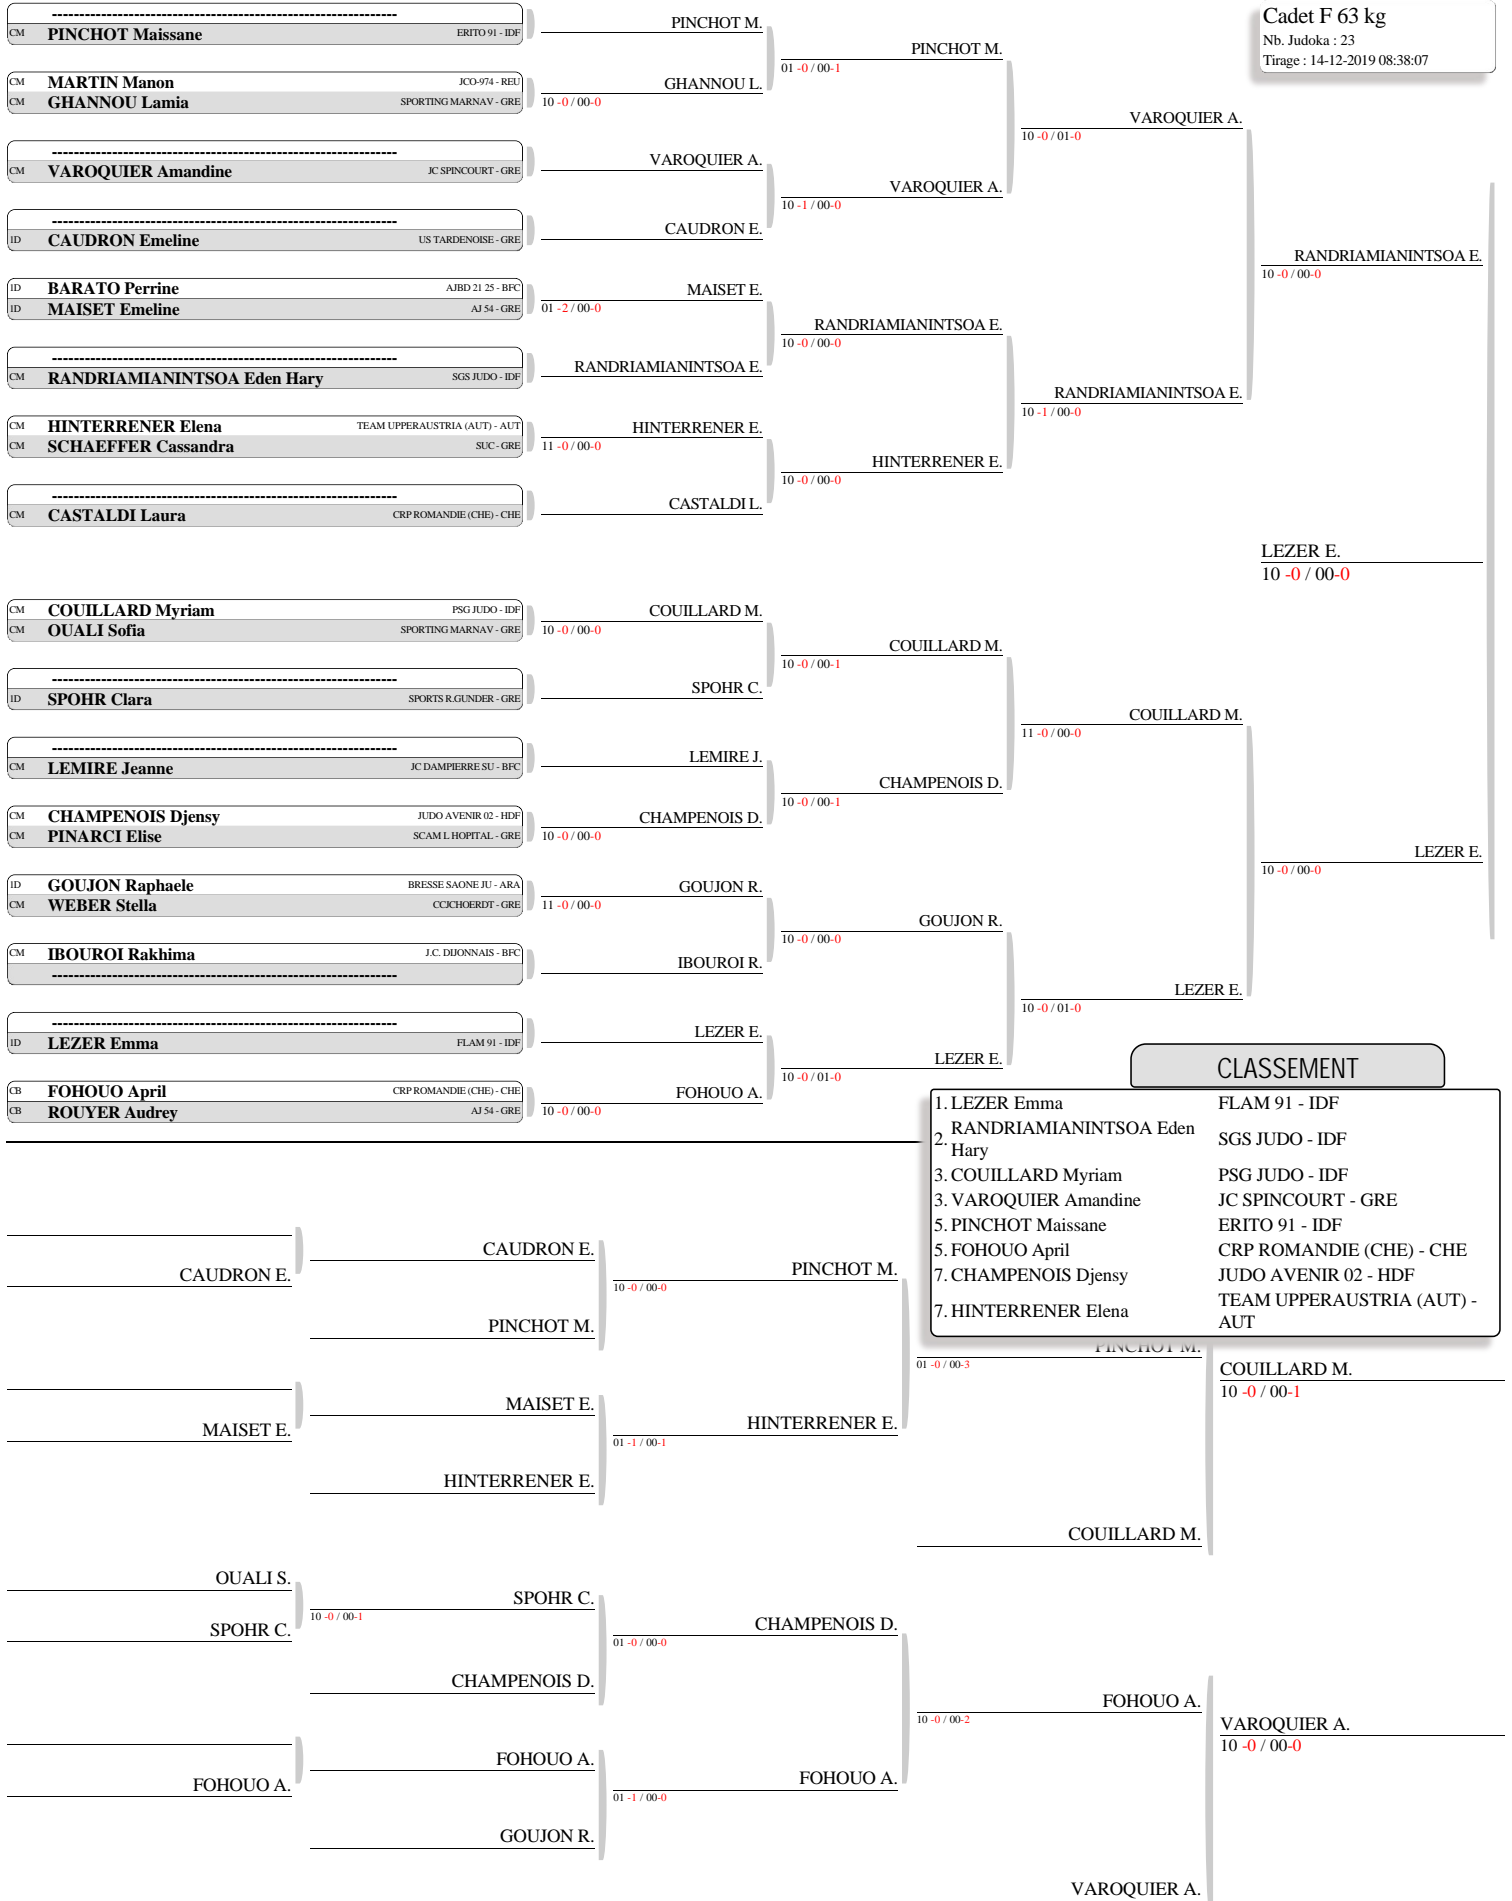 Cadet F 63 kg
Nb. Judoka : 23
Tirage : 14-12-2019 08:38:07
------------------------------------------------------------
CM PINCHOT Maissane ERITO 91 - IDF
CM MARTIN Manon JCO-974 - REU
CM GHANNOU Lamia SPORTING MARNAV - GRE
------------------------------------------------------------
CM VAROQUIER Amandine JC SPINCOURT - GRE
------------------------------------------------------------
1D CAUDRON Emeline US TARDENOISE - GRE
1D BARATO Perrine AJBD 21 25 - BFC
1D MAISET Emeline AJ 54 - GRE
------------------------------------------------------------
CM RANDRIAMIANINTSOA Eden Hary SGS JUDO - IDF
CM HINTERRENER Elena TEAM UPPERAUSTRIA (AUT) - AUT
CM SCHAEFFER Cassandra SUC - GRE
------------------------------------------------------------
CM CASTALDI Laura CRP ROMANDIE (CHE) - CHE
CM COUILLARD Myriam PSG JUDO - IDF
CM OUALI Sofia SPORTING MARNAV - GRE
------------------------------------------------------------
1D SPOHR Clara SPORTS R.GUNDER - GRE
------------------------------------------------------------
CM LEMIRE Jeanne JC DAMPIERRE SU - BFC
CM CHAMPENOIS Djensy JUDO AVENIR 02 - HDF
CM PINARCI Elise SCAM L HOPITAL - GRE
1D GOUJON Raphaele BRESSE SAONE JU - ARA
CM WEBER Stella CCJCHOERDT - GRE
CM IBOUROI Rakhima J.C. DIJONNAIS - BFC
------------------------------------------------------------
------------------------------------------------------------
1D LEZER Emma FLAM 91 - IDF
CB FOHOUO April CRP ROMANDIE (CHE) - CHE
CB ROUYER Audrey AJ 54 - GRE
PINCHOT M.
GHANNOU L.
10 -0 / 00-0
VAROQUIER A.
CAUDRON E.
MAISET E.
01 -2 / 00-0
RANDRIAMIANINTSOA E.
HINTERRENER E.
11 -0 / 00-0
CASTALDI L.
COUILLARD M.
10 -0 / 00-0
SPOHR C.
LEMIRE J.
CHAMPENOIS D.
10 -0 / 00-0
GOUJON R.
11 -0 / 00-0
IBOUROI R.
LEZER E.
FOHOUO A.
10 -0 / 00-0
PINCHOT M.
01 -0 / 00-1
VAROQUIER A.
10 -1 / 00-0
RANDRIAMIANINTSOA E.
10 -0 / 00-0
HINTERRENER E.
10 -0 / 00-0
COUILLARD M.
10 -0 / 00-1
CHAMPENOIS D.
10 -0 / 00-1
GOUJON R.
10 -0 / 00-0
LEZER E.
10 -0 / 01-0
VAROQUIER A.
10 -0 / 01-0
RANDRIAMIANINTSOA E.
10 -1 / 00-0
COUILLARD M.
11 -0 / 00-0
LEZER E.
10 -0 / 01-0
RANDRIAMIANINTSOA E.
10 -0 / 00-0
LEZER E.
10 -0 / 00-0
LEZER E.
10 -0 / 00-0
CLASSEMENT
1. LEZER Emma FLAM 91 - IDF
2. RANDRIAMIANINTSOA Eden Hary SGS JUDO - IDF
3. COUILLARD Myriam PSG JUDO - IDF
3. VAROQUIER Amandine JC SPINCOURT - GRE
5. PINCHOT Maissane ERITO 91 - IDF
5. FOHOUO April CRP ROMANDIE (CHE) - CHE
7. CHAMPENOIS Djensy JUDO AVENIR 02 - HDF
7. HINTERRENER Elena TEAM UPPERAUSTRIA (AUT) - AUT
CAUDRON E.
MAISET E.
OUALI S.
SPOHR C.
FOHOUO A.
CAUDRON E.
PINCHOT M.
MAISET E.
HINTERRENER E.
SPOHR C.
10 -0 / 00-1
CHAMPENOIS D.
FOHOUO A.
GOUJON R.
PINCHOT M.
10 -0 / 00-0
HINTERRENER E.
01 -1 / 00-1
CHAMPENOIS D.
01 -0 / 00-0
FOHOUO A.
01 -1 / 00-0
PINCHOT M.
01 -0 / 00-3
COUILLARD M.
FOHOUO A.
10 -0 / 00-2
VAROQUIER A.
COUILLARD M.
10 -0 / 00-1
VAROQUIER A.
10 -0 / 00-0